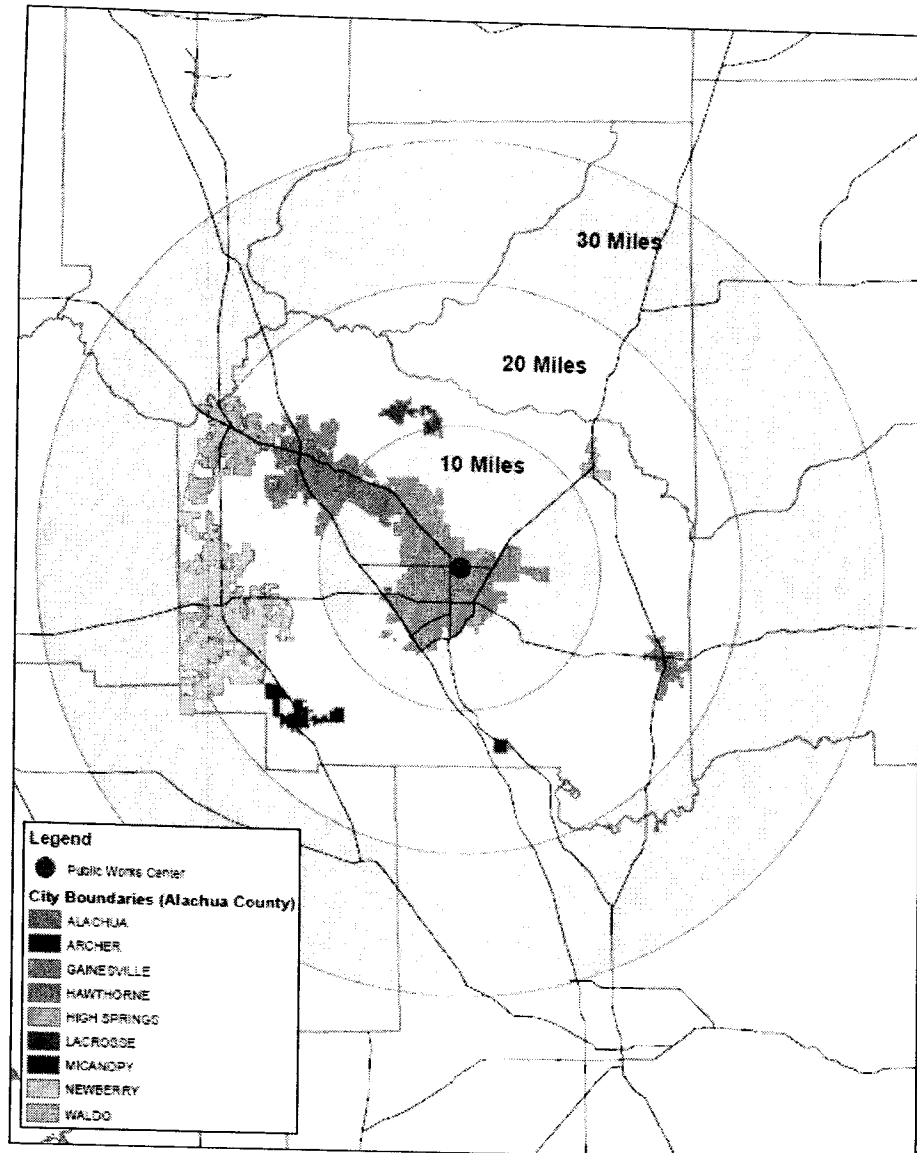 30 Miles
20 Miles
10 Miles
Legend
Public Works Center
City Boundaries (Alachua County)
ALACHUA
ARCHER
GAINESVILLE
HAWTHORNE
HIGH SPRINGS
LACROSSE
MICANOPY
NEWBERRY
WALDO